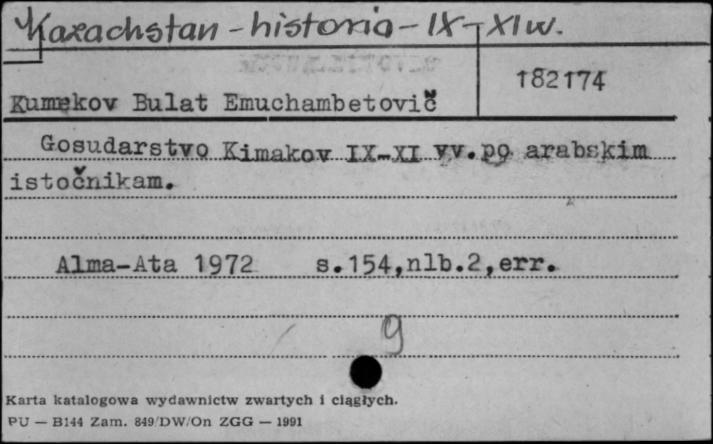 Kazachstan - historia - IX-XI w.
182174
Kumekov Bulat Emuchambetovič
Gosudarstvo Kimakov IX-XI vv.po arabskim
istočnikam.
Alma-Ata 1972 s.154,nlb.2,err.
9
Karta katalogowa wydawnictw zwartych i ciągłych.
PU — B144 Zam. 849/DW/On ZGG — 1991